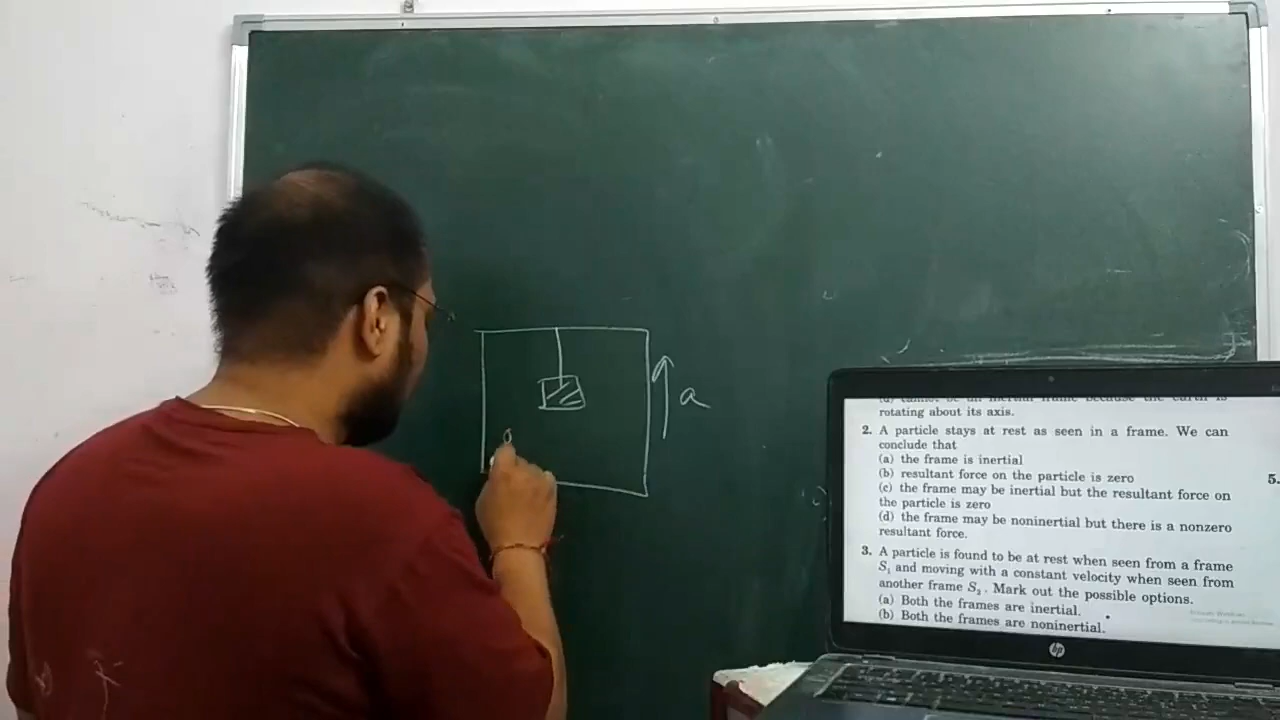 a
rotating about its axis.
2. A particle stays at rest as seen in a frame. We can
conclude that
(a) the frame is inertial
(b) resultant force on the particle is zero
(c) the frame may be inertial but the resultant force on
the particle is zero
(d) the frame may be noninertial but there is a nonzero
resultant force.
3. A particle is found to be at rest when seen from a frame
S₁ and moving with a constant velocity when seen from
another frame S₂. Mark out the possible options.
(a) Both the frames are inertial.
(b) Both the frames are noninertial.
5.
hp